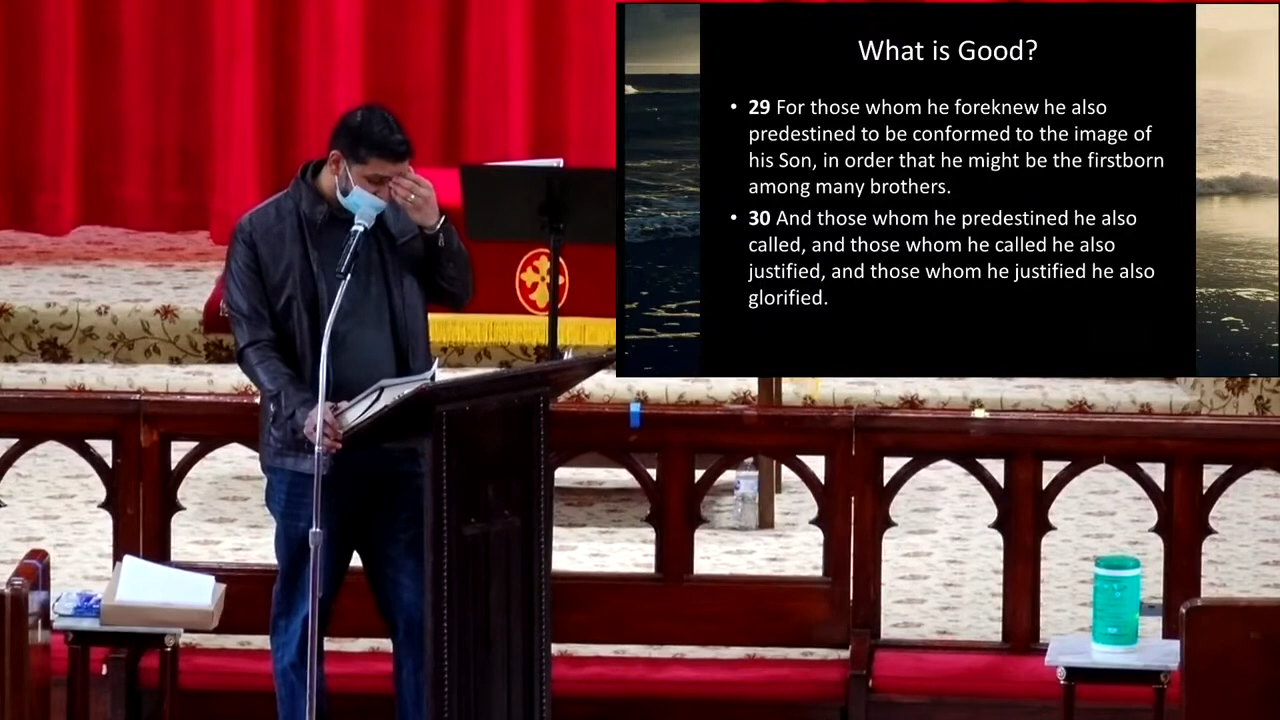 What is Good?
• 29 For those whom he foreknew he also
predestined to be conformed to the image of
his Son, in order that he might be the firstborn
among many brothers.
• 30 And those whom he predestined he also
called, and those whom he called he also
justified, and those whom he justified he also
glorified.